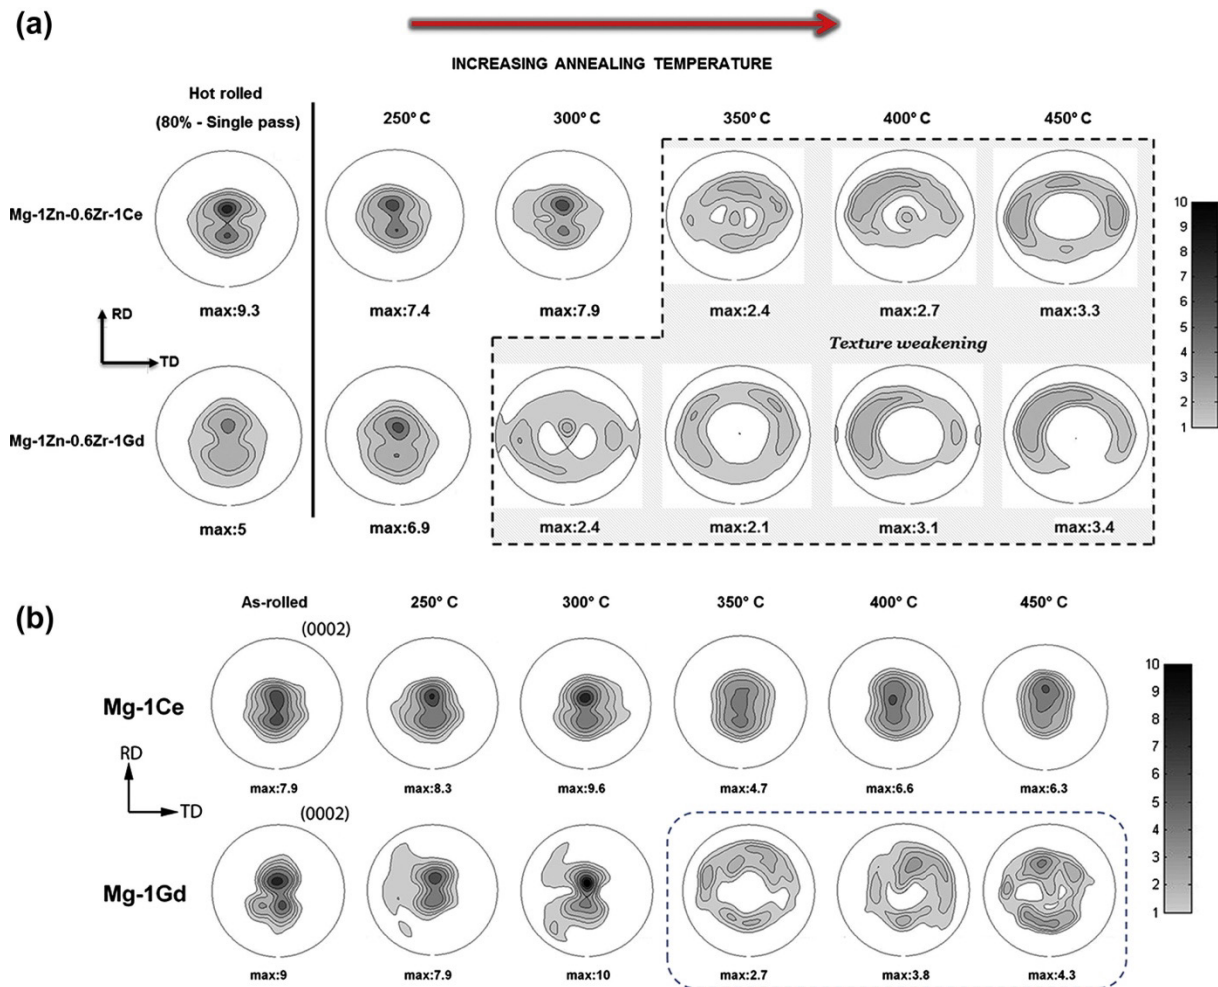 (a)
INCREASING ANNEALING TEMPERATURE
Hot rolled
(80% - Single pass)
250° C
300° C
350° C
400° C
450° C
Mg-1Zn-0.6Zr-1Ce
max:9.3
max:7.4
max:7.9
max:2.4
max:2.7
max:3.3
10
9
8
7
6
5
4
3
2
1
RD
TD
Texture weakening
Mg-1Zn-0.6Zr-1Gd
max:5
max:6.9
max:2.4
max:2.1
max:3.1
max:3.4
(b)
As-rolled
250° C
300° C
350° C
400° C
450° C
(0002)
Mg-1Ce
max:7.9
max:8.3
max:9.6
max:4.7
max:6.6
max:6.3
10
9
8
7
6
5
4
3
2
1
RD
TD
(0002)
Mg-1Gd
max:9
max:7.9
max:10
max:2.7
max:3.8
max:4.3